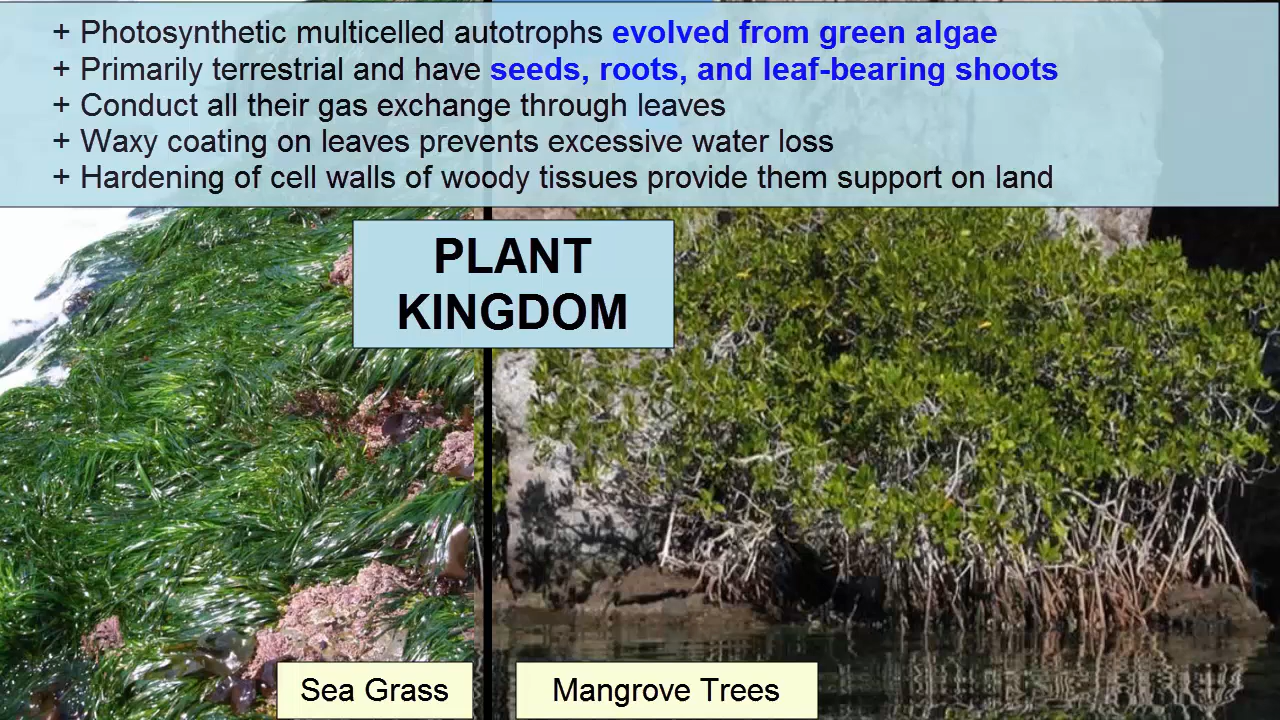 + Photosynthetic multicelled autotrophs evolved from green algae
+ Primarily terrestrial and have seeds, roots, and leaf-bearing shoots
+ Conduct all their gas exchange through leaves
+ Waxy coating on leaves prevents excessive water loss
+ Hardening of cell walls of woody tissues provide them support on land
PLANT
KINGDOM
Sea Grass
Mangrove Trees